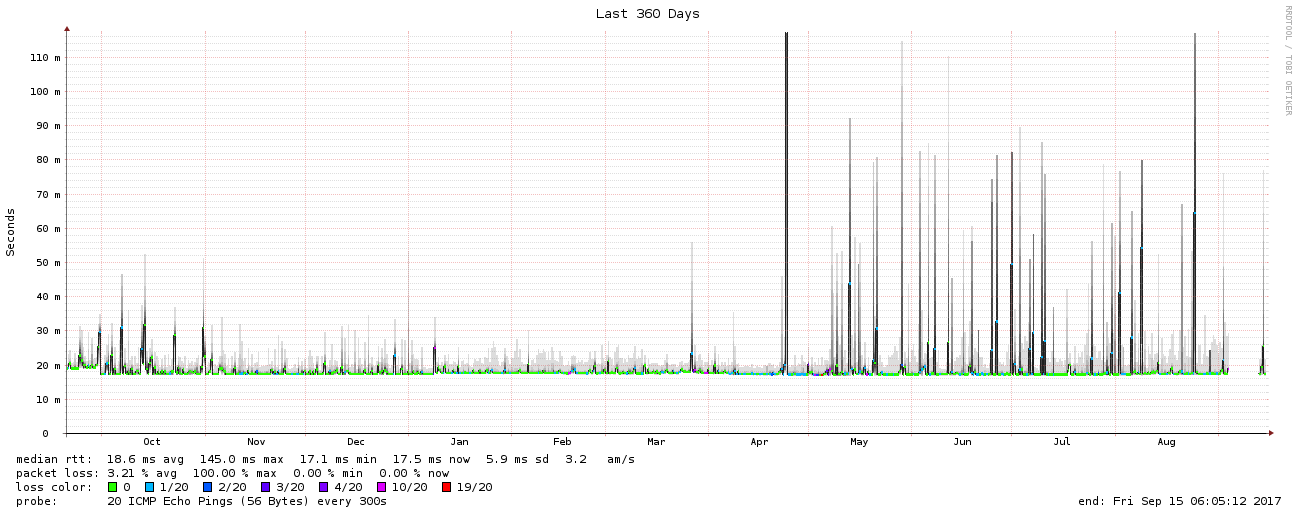 Last 360 Days
RRDTOOL / TOBI OETIKER
Seconds
110 m
100 m
90 m
80 m
70 m
60 m
50 m
40 m
30 m
20 m
10 m
0
Oct Nov Dec Jan Feb Mar Apr May Jun Jul Aug
median rtt: 18.6 ms avg 145.0 ms max 17.1 ms min 17.5 ms now 5.9 ms sd 3.2 am/s
packet loss: 3.21 % avg 100.00 % max 0.00 % min 0.00 % now
loss color: 0 1/20 2/20 3/20 4/20 10/20 19/20
probe: 20 ICMP Echo Pings (56 Bytes) every 300s end: Fri Sep 15 06:05:12 2017